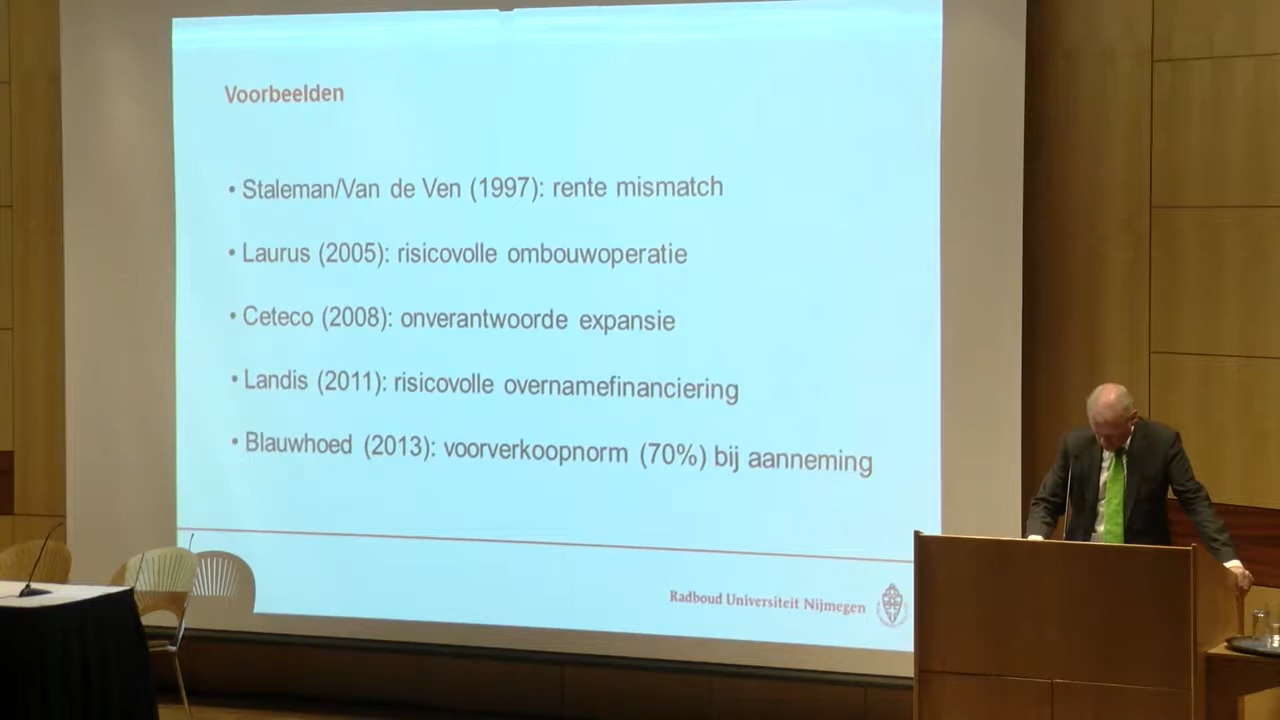 Voorbeelden
• Staleman/Van de Ven (1997): rente mismatch
• Laurus (2005): risicovolle ombouwoperatie
• Ceteco (2008): onverantwoorde expansie
• Landis (2011): risicovolle overnamefinanciering
• Blauwhoed (2013): voorverkoopnorm (70%) bij aanneming
Radboud Universiteit Nijmegen